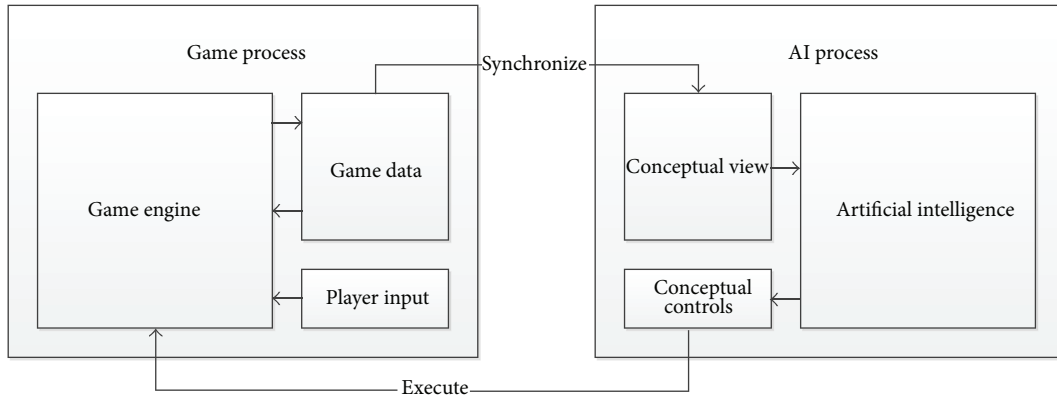 Game process
Synchronize
AI process
Game engine
Game data
Player input
Conceptual view
Artificial intelligence
Conceptual
controls
Execute